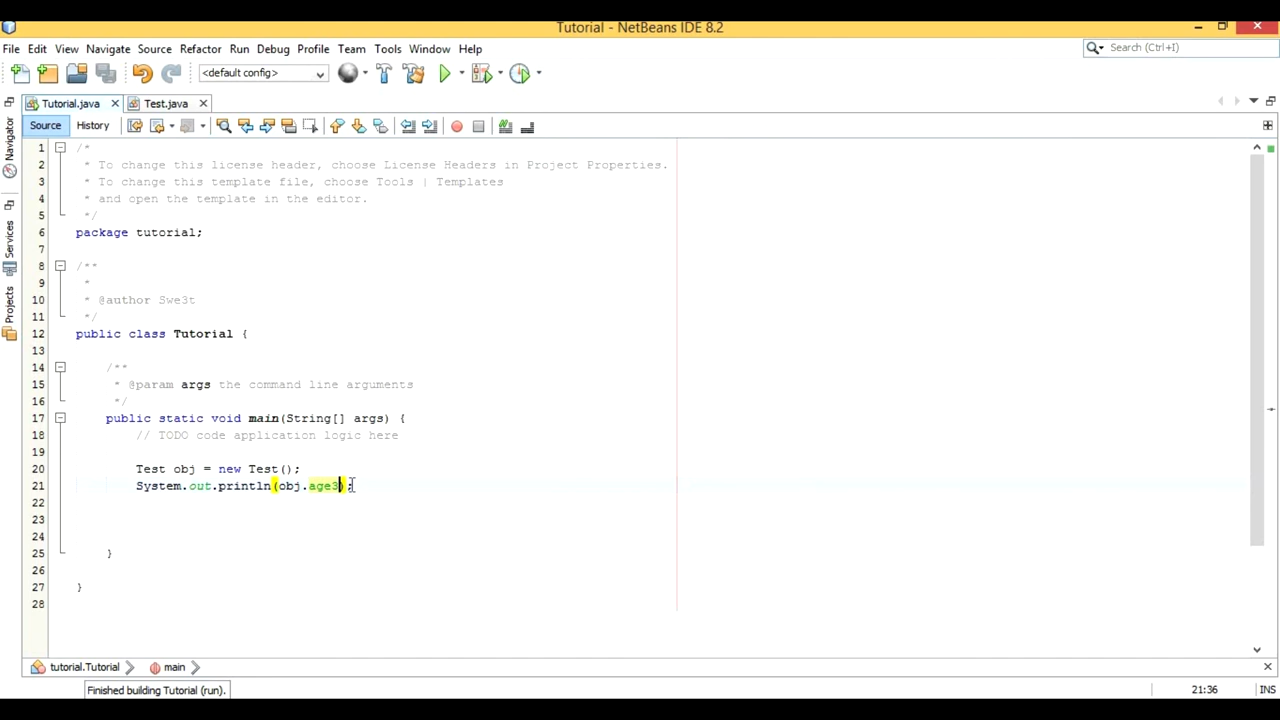 Tutorial - NetBeans IDE 8.2
File Edit View Navigate Source Refactor Run Debug Profile Team Tools Window Help
Search (Ctrl+I)
<default config>
Tutorial.java Test.java
Source History
Navigator
Services
Projects
1 /*
2 * To change this license header, choose License Headers in Project Properties.
3 * To change this template file, choose Tools | Templates
4 * and open the template in the editor.
5 */
6 package tutorial;
7
8 /**
9 *
10 * @author Swe3t
11 */
12 public class Tutorial {
13
14 /**
15 * @param args the command line arguments
16 */
17 public static void main(String[] args) {
18 // TODO code application logic here
19
20 Test obj = new Test();
21 System.out.println(obj.age3);
22
23
24
25 }
26
27 }
28
tutorial.Tutorial main
Finished building Tutorial (run).
21:36 INS